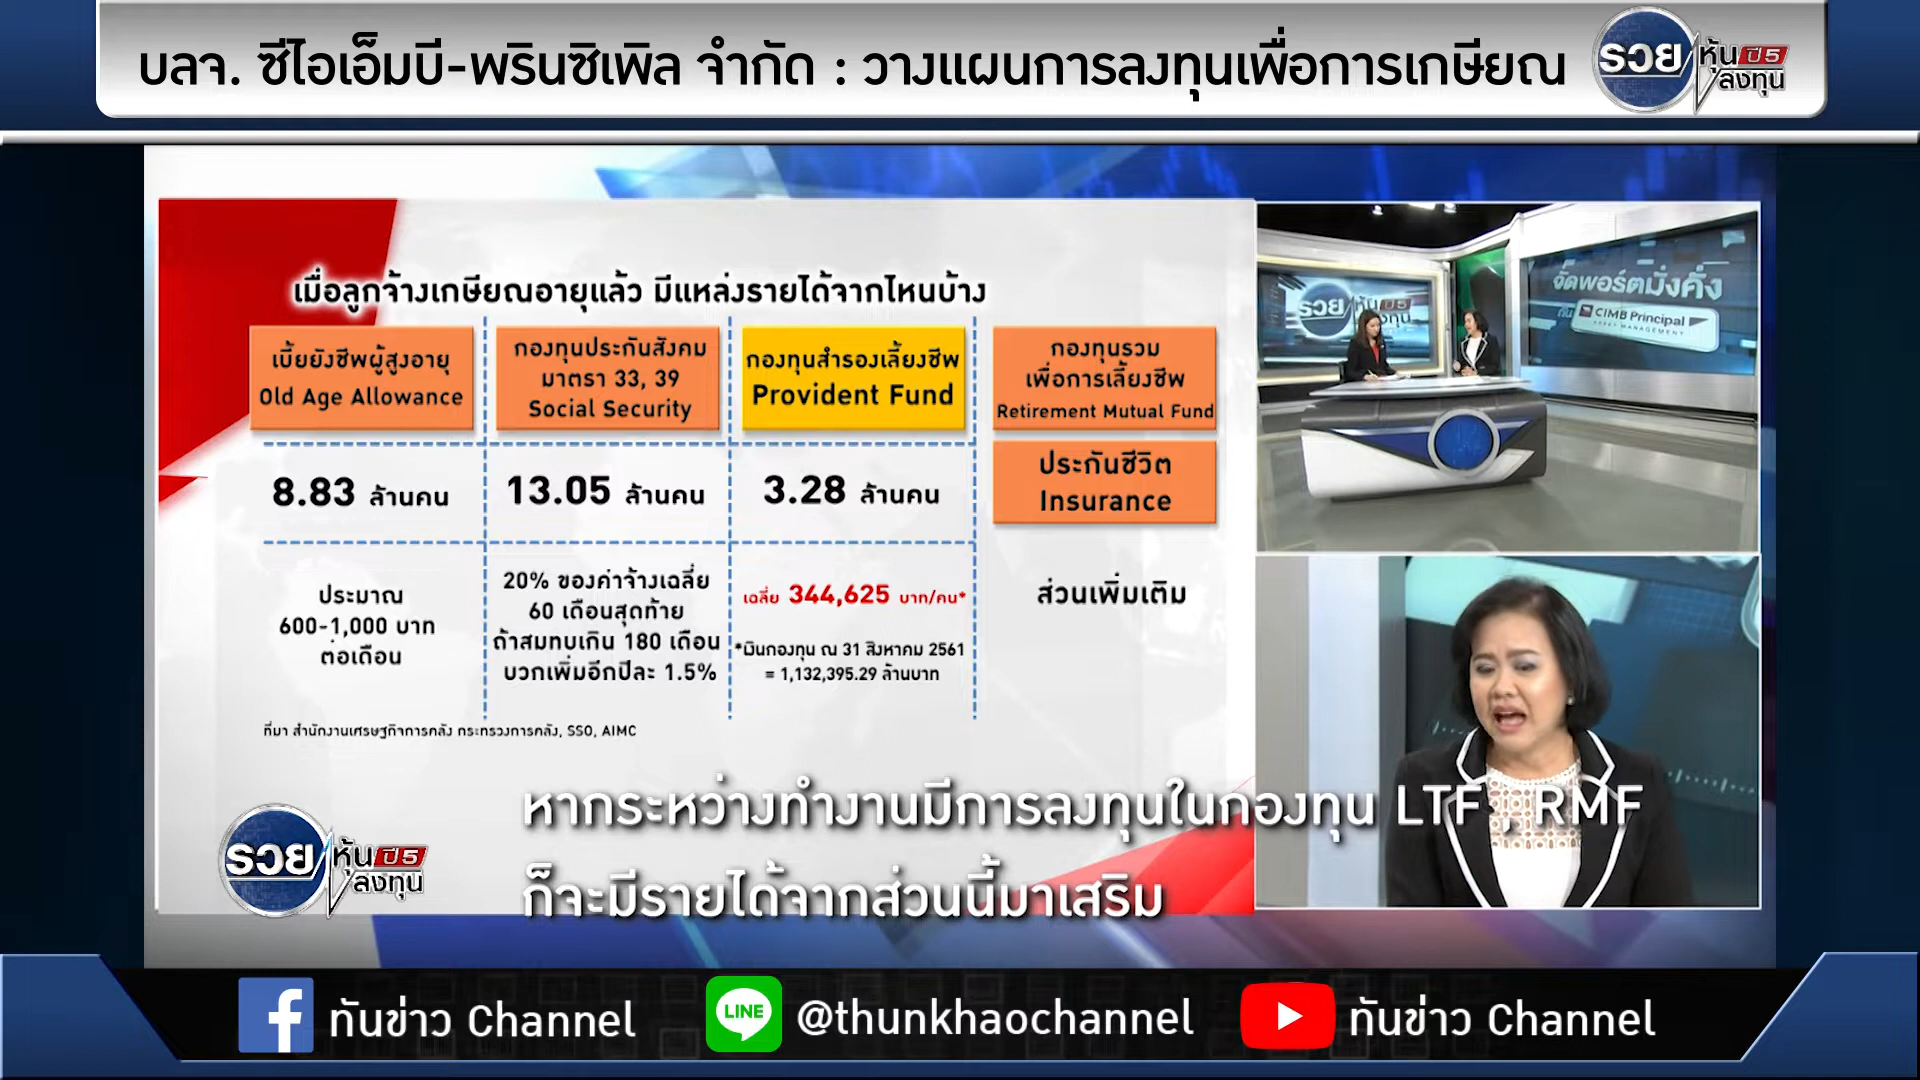 บลจ. ซีไอเอ็มบี-พรินซิเพิล จำกัด : วางแผนการลงทุนเพื่อการเกษียณ
รวย หุ้น ปี5
ลงทุน
เมื่อลูกจ้างเกษียณอายุแล้ว มีแหล่งรายได้จากไหนบ้าง
เบี้ยยังชีพผู้สูงอายุ
Old Age Allowance
กองทุนประกันสังคม
มาตรา 33, 39
Social Security
กองทุนสำรองเลี้ยงชีพ
Provident Fund
กองทุนรวม
เพื่อการเลี้ยงชีพ
Retirement Mutual Fund
ประกันชีวิต
Insurance
8.83 ล้านคน
13.05 ล้านคน
3.28 ล้านคน
ประมาณ
600-1,000 บาท
ต่อเดือน
20% ของค่าจ้างเฉลี่ย
60 เดือนสุดท้าย
ถ้าสมทบเกิน 180 เดือน
บวกเพิ่มอีกปีละ 1.5%
เฉลี่ย 344,625 บาท/คน*
*เงินกองทุน ณ 31 สิงหาคม 2561
= 1,132,395.29 ล้านบาท
ส่วนเพิ่มเติม
ที่มา สำนักงานเศรษฐกิจการคลัง กระทรวงการคลัง, SSO, AIMC
รวย หุ้น ปี5
ลงทุน
จัดพอร์ตมั่งคั่ง
กับ CIMB Principal
ASSET MANAGEMENT
รวย หุ้น ปี5
ลงทุน
หากระหว่างทำงานมีการลงทุนในกองทุน LTF , RMF
ก็จะมีรายได้จากส่วนนี้มาเสริม
ทันข่าว Channel
LINE
@thunkhaochannel
ทันข่าว Channel